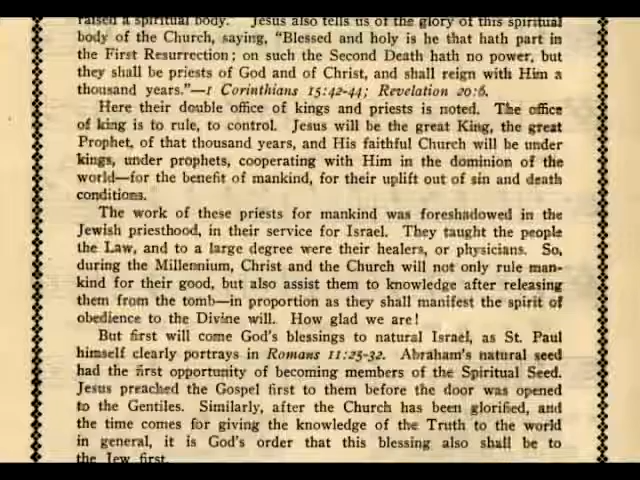 raised a spiritual body." Jesus also tells us of the glory of this spiritual
body of the Church, saying, "Blessed and holy is he that hath part in
the First Resurrection; on such the Second Death hath no power, but
they shall be priests of God and of Christ, and shall reign with Him a
thousand years."—1 Corinthians 15:42-44; Revelation 20:6.
Here their double office of kings and priests is noted. The office
of king is to rule, to control. Jesus will be the great King, the great
Prophet, of that thousand years, and His faithful Church will be under
kings, under prophets, cooperating with Him in the dominion of the
world—for the benefit of mankind, for their uplift out of sin and death
conditions.
The work of these priests for mankind was foreshadowed in the
Jewish priesthood, in their service for Israel. They taught the people
the Law, and to a large degree were their healers, or physicians. So,
during the Millennium, Christ and the Church will not only rule man-
kind for their good, but also assist them to knowledge after releasing
them from the tomb—in proportion as they shall manifest the spirit of
obedience to the Divine will. How glad we are!
But first will come God's blessings to natural Israel, as St. Paul
himself clearly portrays in Romans 11:25-32. Abraham's natural seed
had the first opportunity of becoming members of the Spiritual Seed.
Jesus preached the Gospel first to them before the door was opened
to the Gentiles. Similarly, after the Church has been glorified, and
the time comes for giving the knowledge of the Truth to the world
in general, it is God's order that this blessing also shall be to
the Jew first.